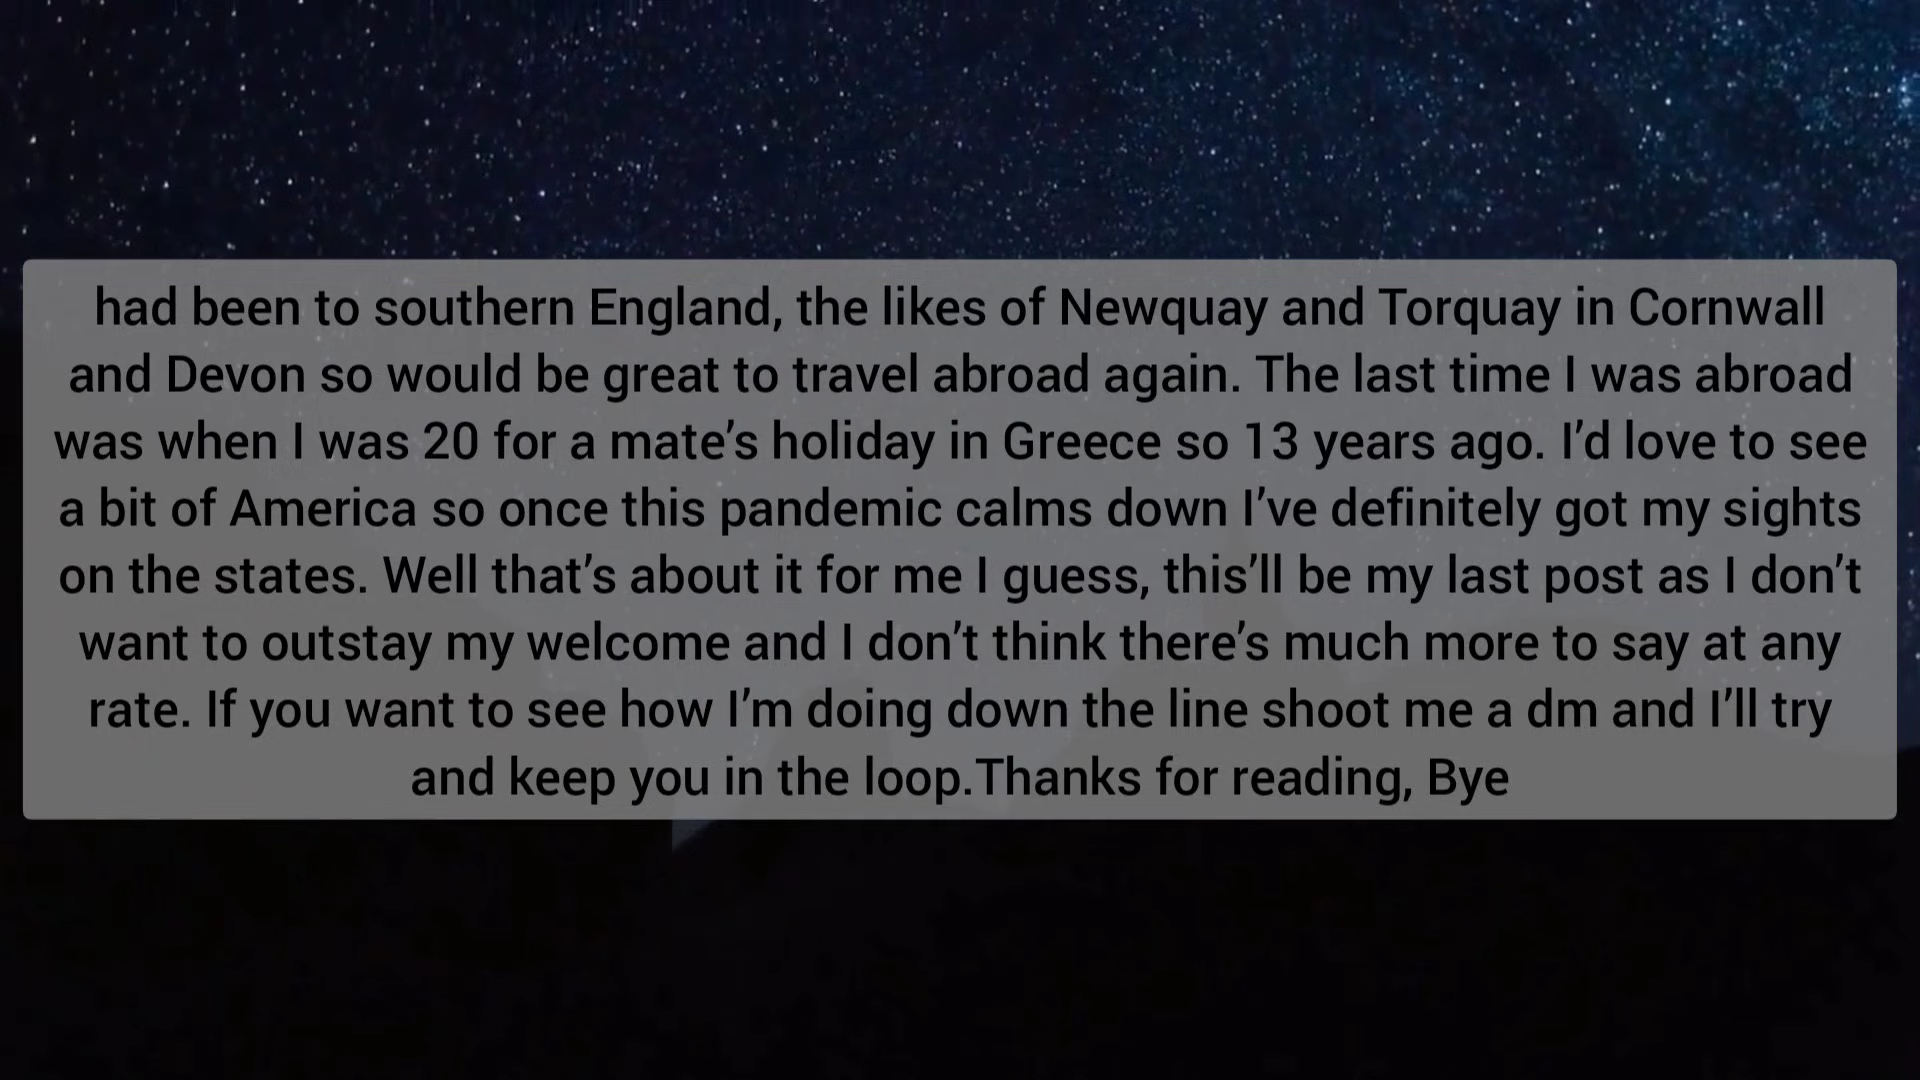 had been to southern England, the likes of Newquay and Torquay in Cornwall
and Devon so would be great to travel abroad again. The last time I was abroad
was when I was 20 for a mate’s holiday in Greece so 13 years ago. I’d love to see
a bit of America so once this pandemic calms down I’ve definitely got my sights
on the states. Well that’s about it for me I guess, this’ll be my last post as I don’t
want to outstay my welcome and I don’t think there’s much more to say at any
rate. If you want to see how I’m doing down the line shoot me a dm and I’ll try
and keep you in the loop.Thanks for reading, Bye